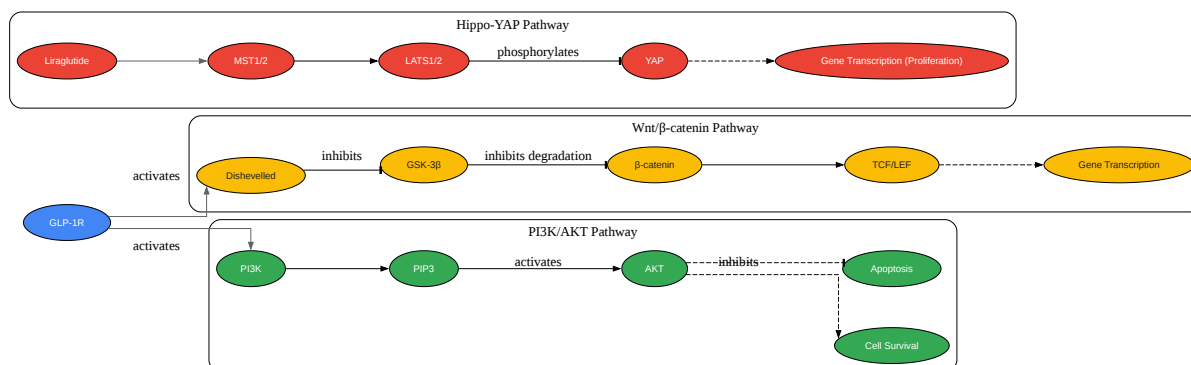 Hippo-YAP Pathway
Liraglutide
MST1/2
LATS1/2
phosphorylates
YAP
Gene Transcription (Proliferation)
Wnt/β-catenin Pathway
activates
Dishevelled
inhibits
GSK-3β
inhibits degradation
β-catenin
TCF/LEF
Gene Transcription
GLP-1R
activates
PI3K/AKT Pathway
PI3K
PIP3
activates
AKT
inhibits
Apoptosis
Cell Survival